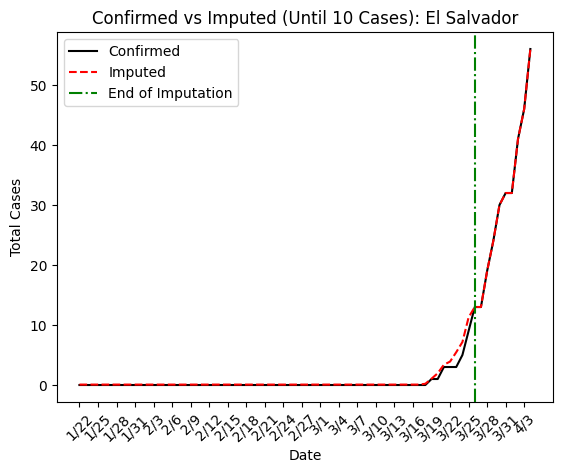 Confirmed vs Imputed (Until 10 Cases): El Salvador
Confirmed
Imputed
End of Imputation
Total Cases
50
40
30
20
10
0
1/22 1/25 1/28 1/31 2/3 2/6 2/9 2/12 2/15 2/18 2/21 2/24 2/27 3/1 3/4 3/7 3/10 3/13 3/16 3/19 3/22 3/25 3/28 3/31 4/3
Date